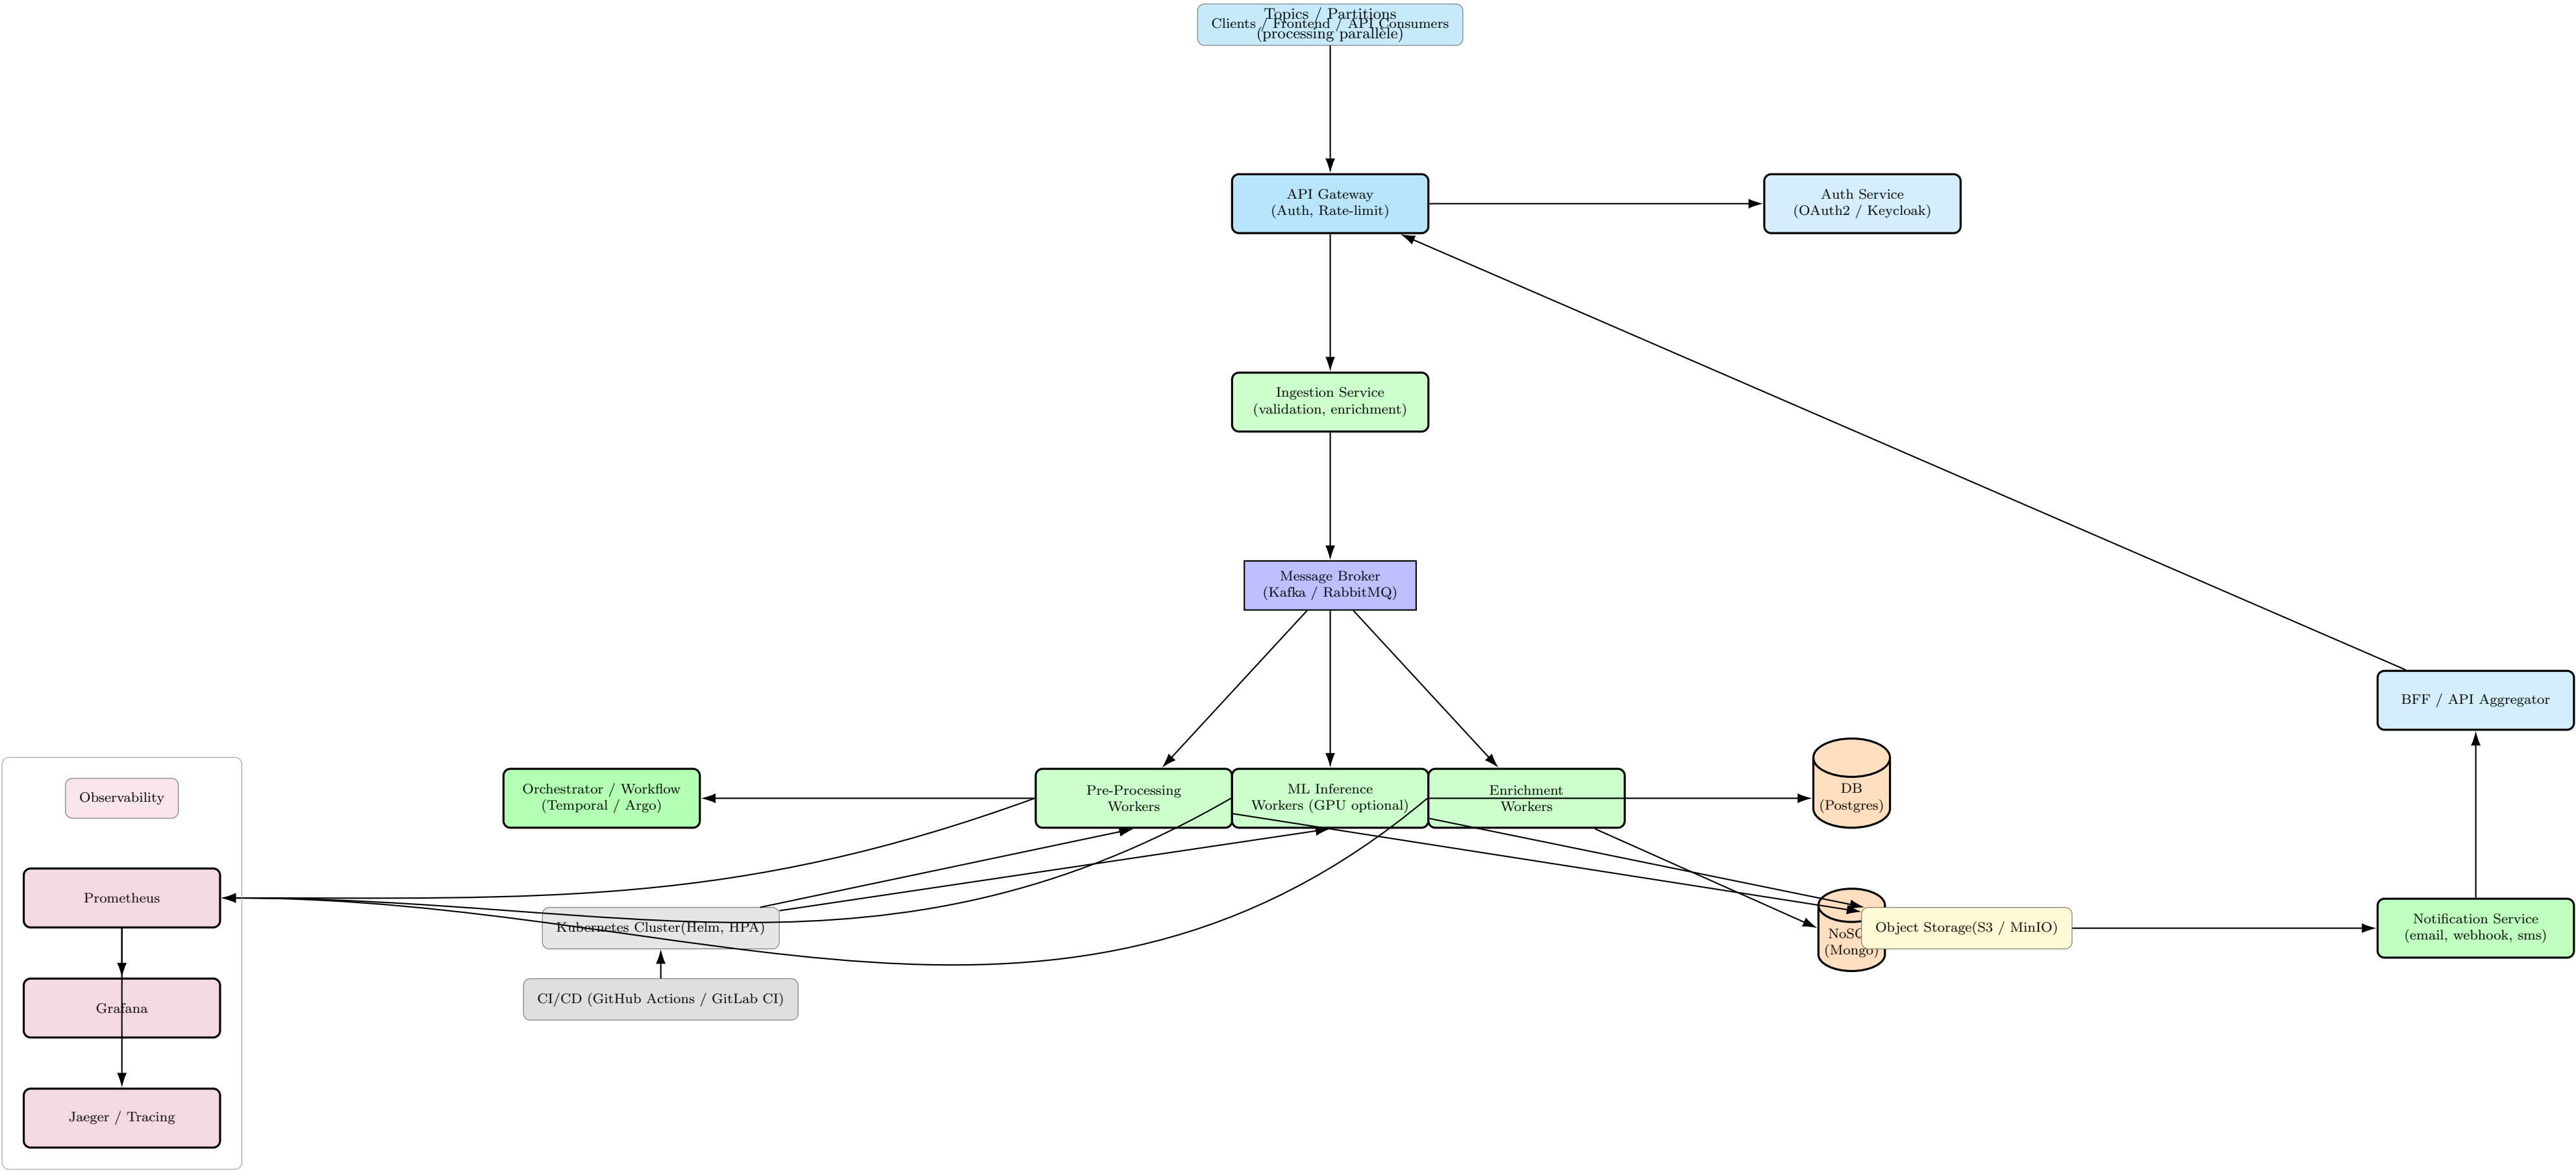 Topics / Partitions
Clients / Frontend / API Consumers
(processing parallèle)
API Gateway
(Auth, Rate-limit)
Auth Service
(OAuth2 / Keycloak)
Ingestion Service
(validation, enrichment)
Message Broker
(Kafka / RabbitMQ)
BFF / API Aggregator
Observability
Orchestrator / Workflow
(Temporal / Argo)
Pre-Processing
Workers
ML Inference
Workers (GPU optional)
Enrichment
Workers
DB
(Postgres)
Prometheus
Kubernetes Cluster(Helm, HPA)
(Mongo)
Object Storage(S3 / MinIO)
Notification Service
(email, webhook, sms)
CI/CD (GitHub Actions / GitLab CI)
Grafana
Jaeger / Tracing